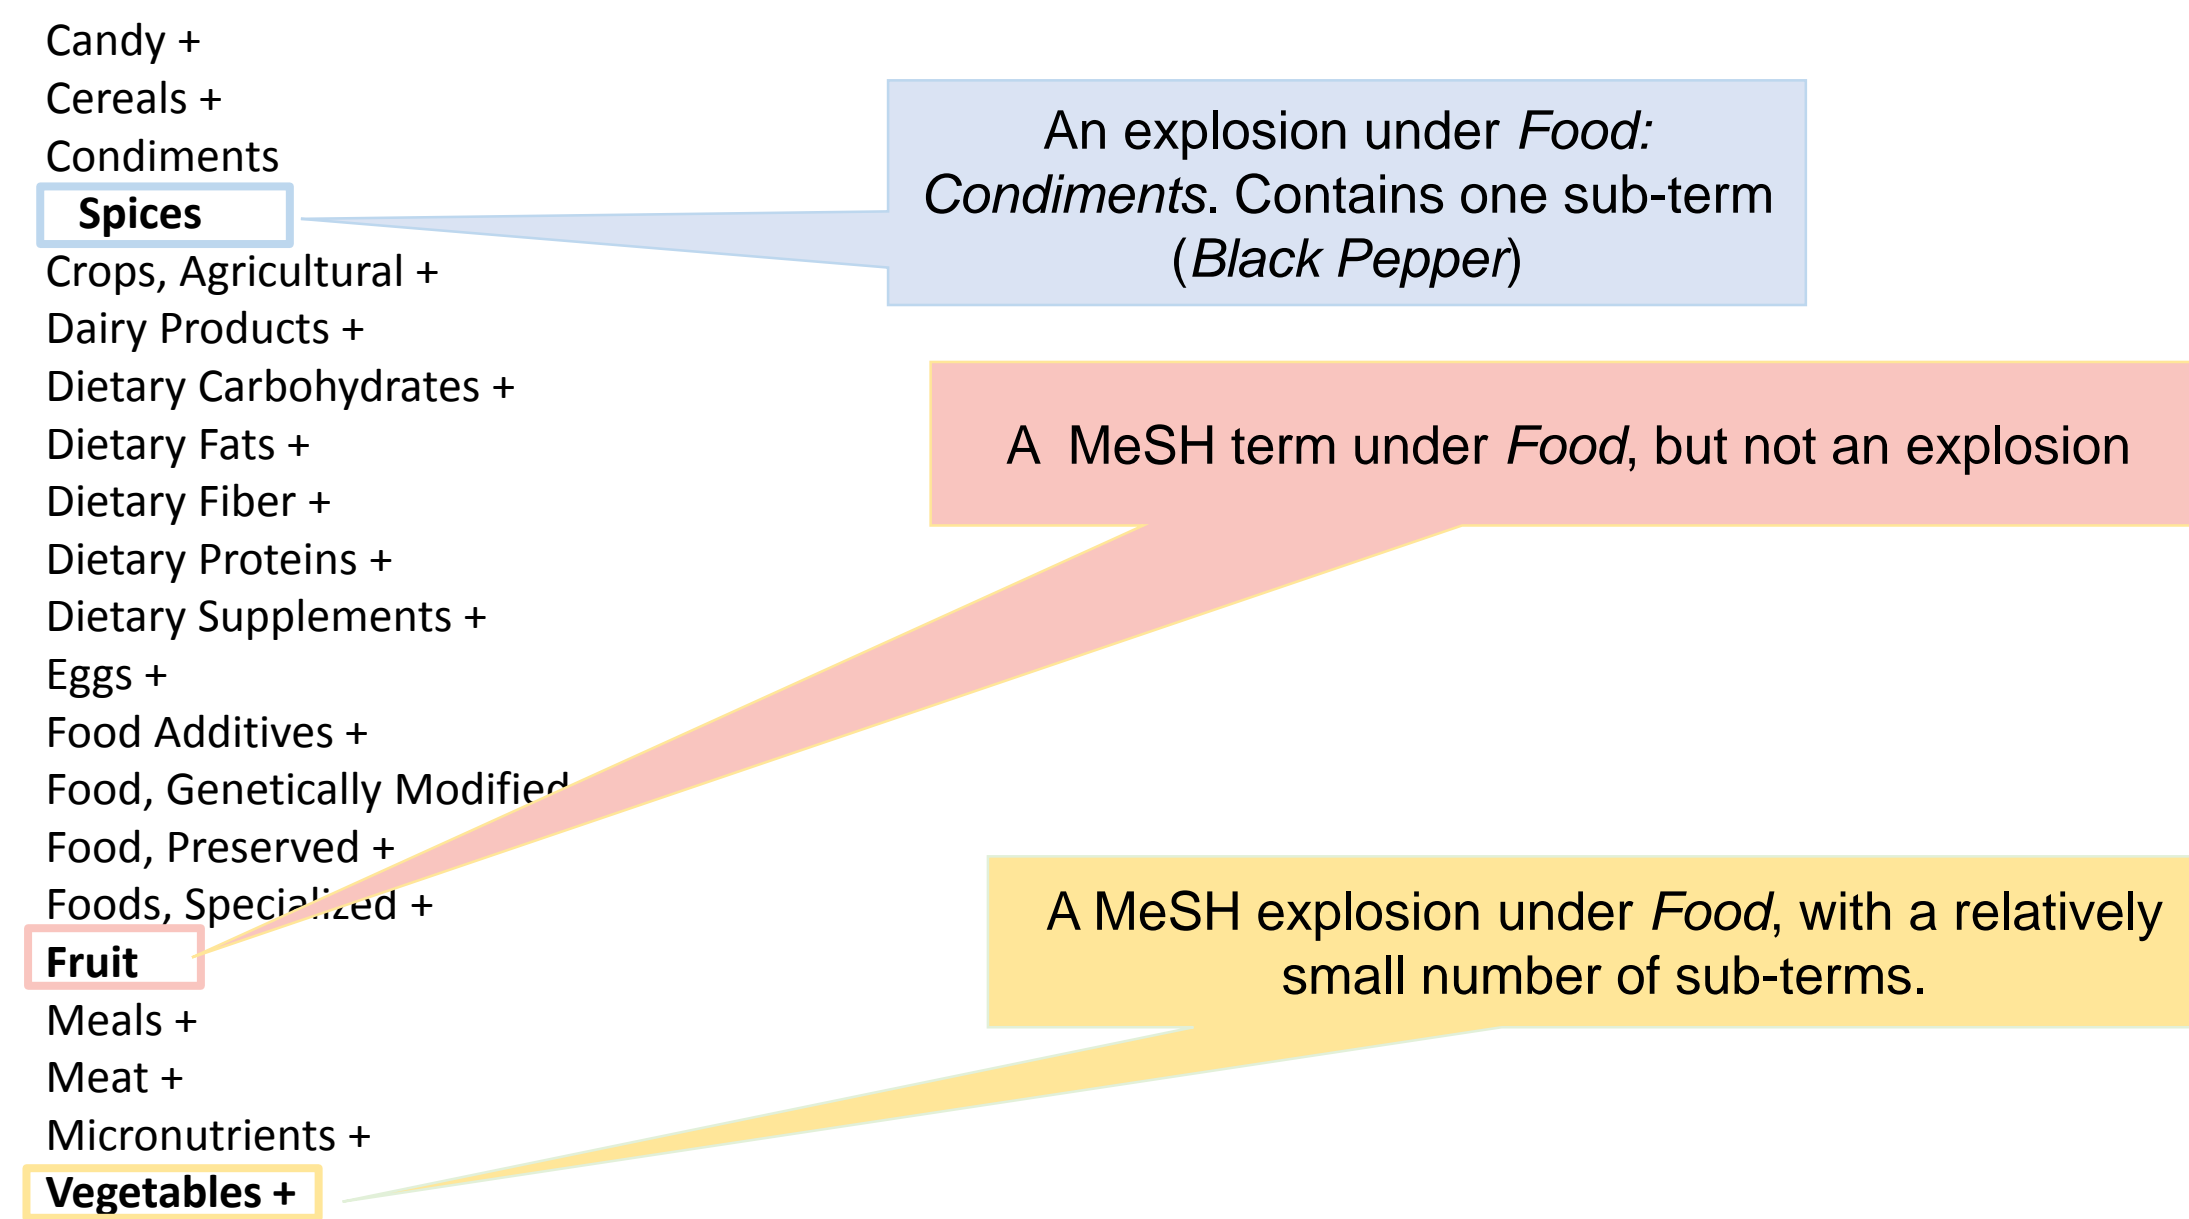 Candy +
Cereals +
Condiments
Spices
Crops, Agricultural +
Dairy Products +
Dietary Carbohydrates +
Dietary Fats +
Dietary Fiber +
Dietary Proteins +
Dietary Supplements +
Eggs +
Food Additives +
Food, Genetically Modified
Food, Preserved +
Foods, Specialized +
Fruit
Meals +
Meat +
Micronutrients +
Vegetables +
An explosion under Food:
Condiments. Contains one sub-term
(Black Pepper)
A MeSH term under Food, but not an explosion
A MeSH explosion under Food, with a relatively
small number of sub-terms.